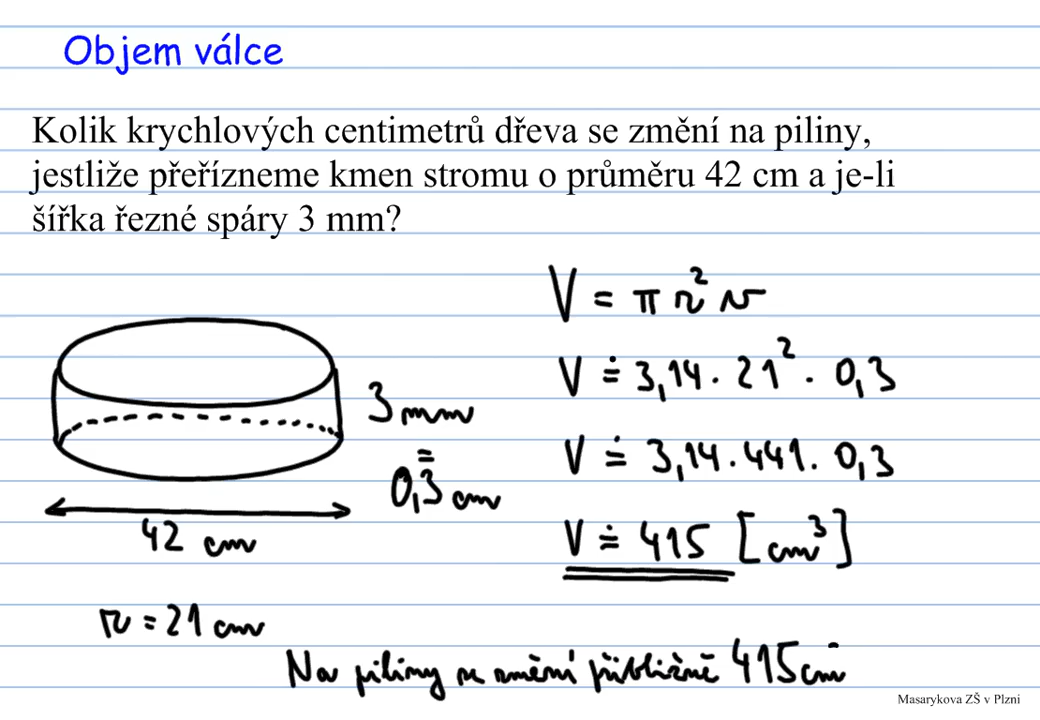 Objem válce
Kolik krychlových centimetrů dřeva se změní na piliny,
jestliže přeřízneme kmen stromu o průměru 42 cm a je-li
šířka řezné spáry 3 mm?
V = π r² v
V ≐ 3,14 . 21² . 0,3
V ≐ 3,14 . 441 . 0,3
V ≐ 415 [cm³]
3 mm
=
0,3 cm
42 cm
r = 21 cm
Na piliny se změní přibližně 415 cm
Masarykova ZŠ v Plzni